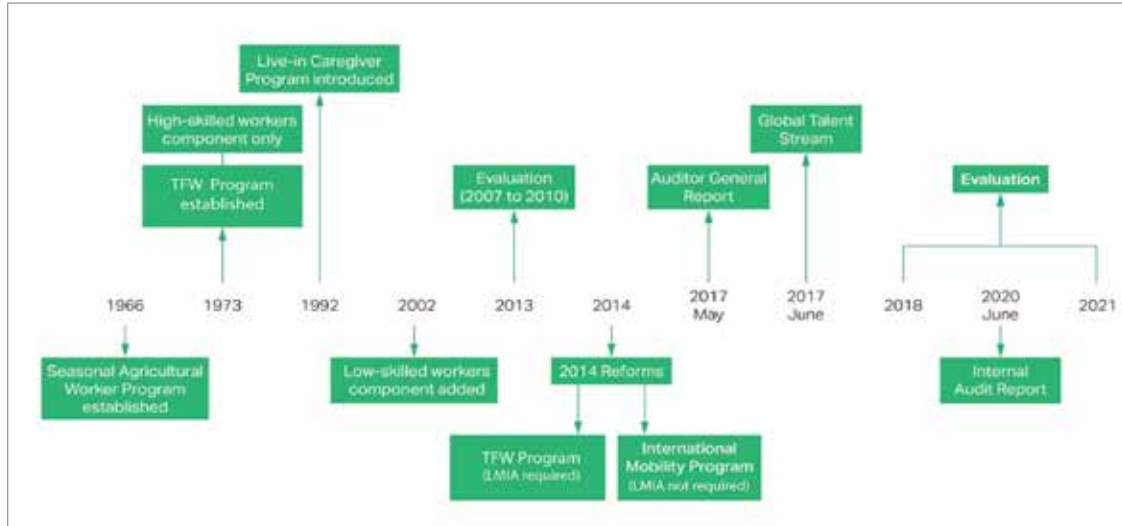 Live-in Caregiver
Program introduced
High-skilled workers
component only
TFW Program
established
Evaluation
(2007 to 2010)
Auditor General
Report
Global Talent
Stream
Evaluation
1966
1973
1992
2002
2013
2014
2017
May
2017
June
2018
2020
June
2021
Seasonal Agricultural
Worker Program
established
Low-skilled workers
component added
2014 Reforms
Internal
Audit Report
TFW Program
(LMIA required)
International
Mobility Program
(LMIA not required)